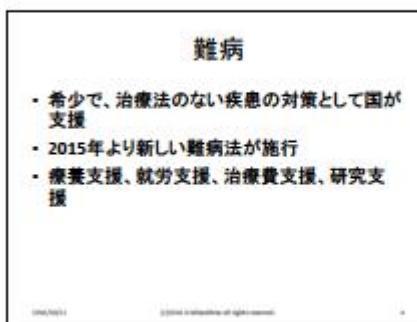 難病
• 希少で、治療法のない疾患の対策として国が
支援
• 2015年より新しい難病法が施行
• 療養支援、就労支援、治療費支援、研究支
援